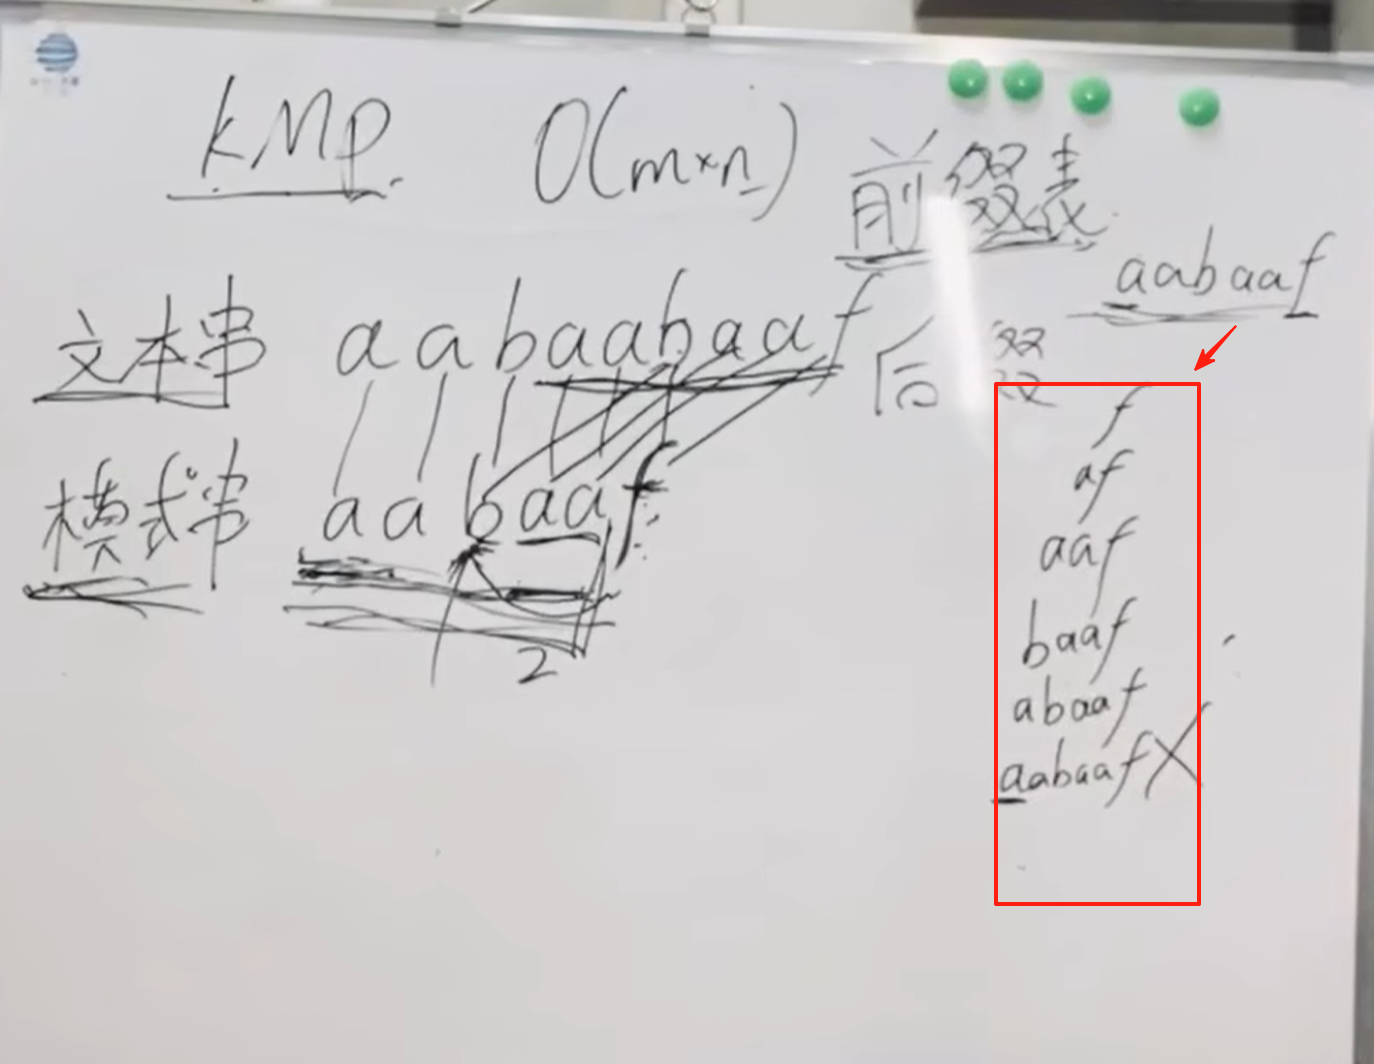 KMP O(m×n)
前缀表
aabaaf
文本串 aabaabaaf
后缀
模式串 aabaaf
2
f
af
aaf
baaf
abaaf
aabaaf X